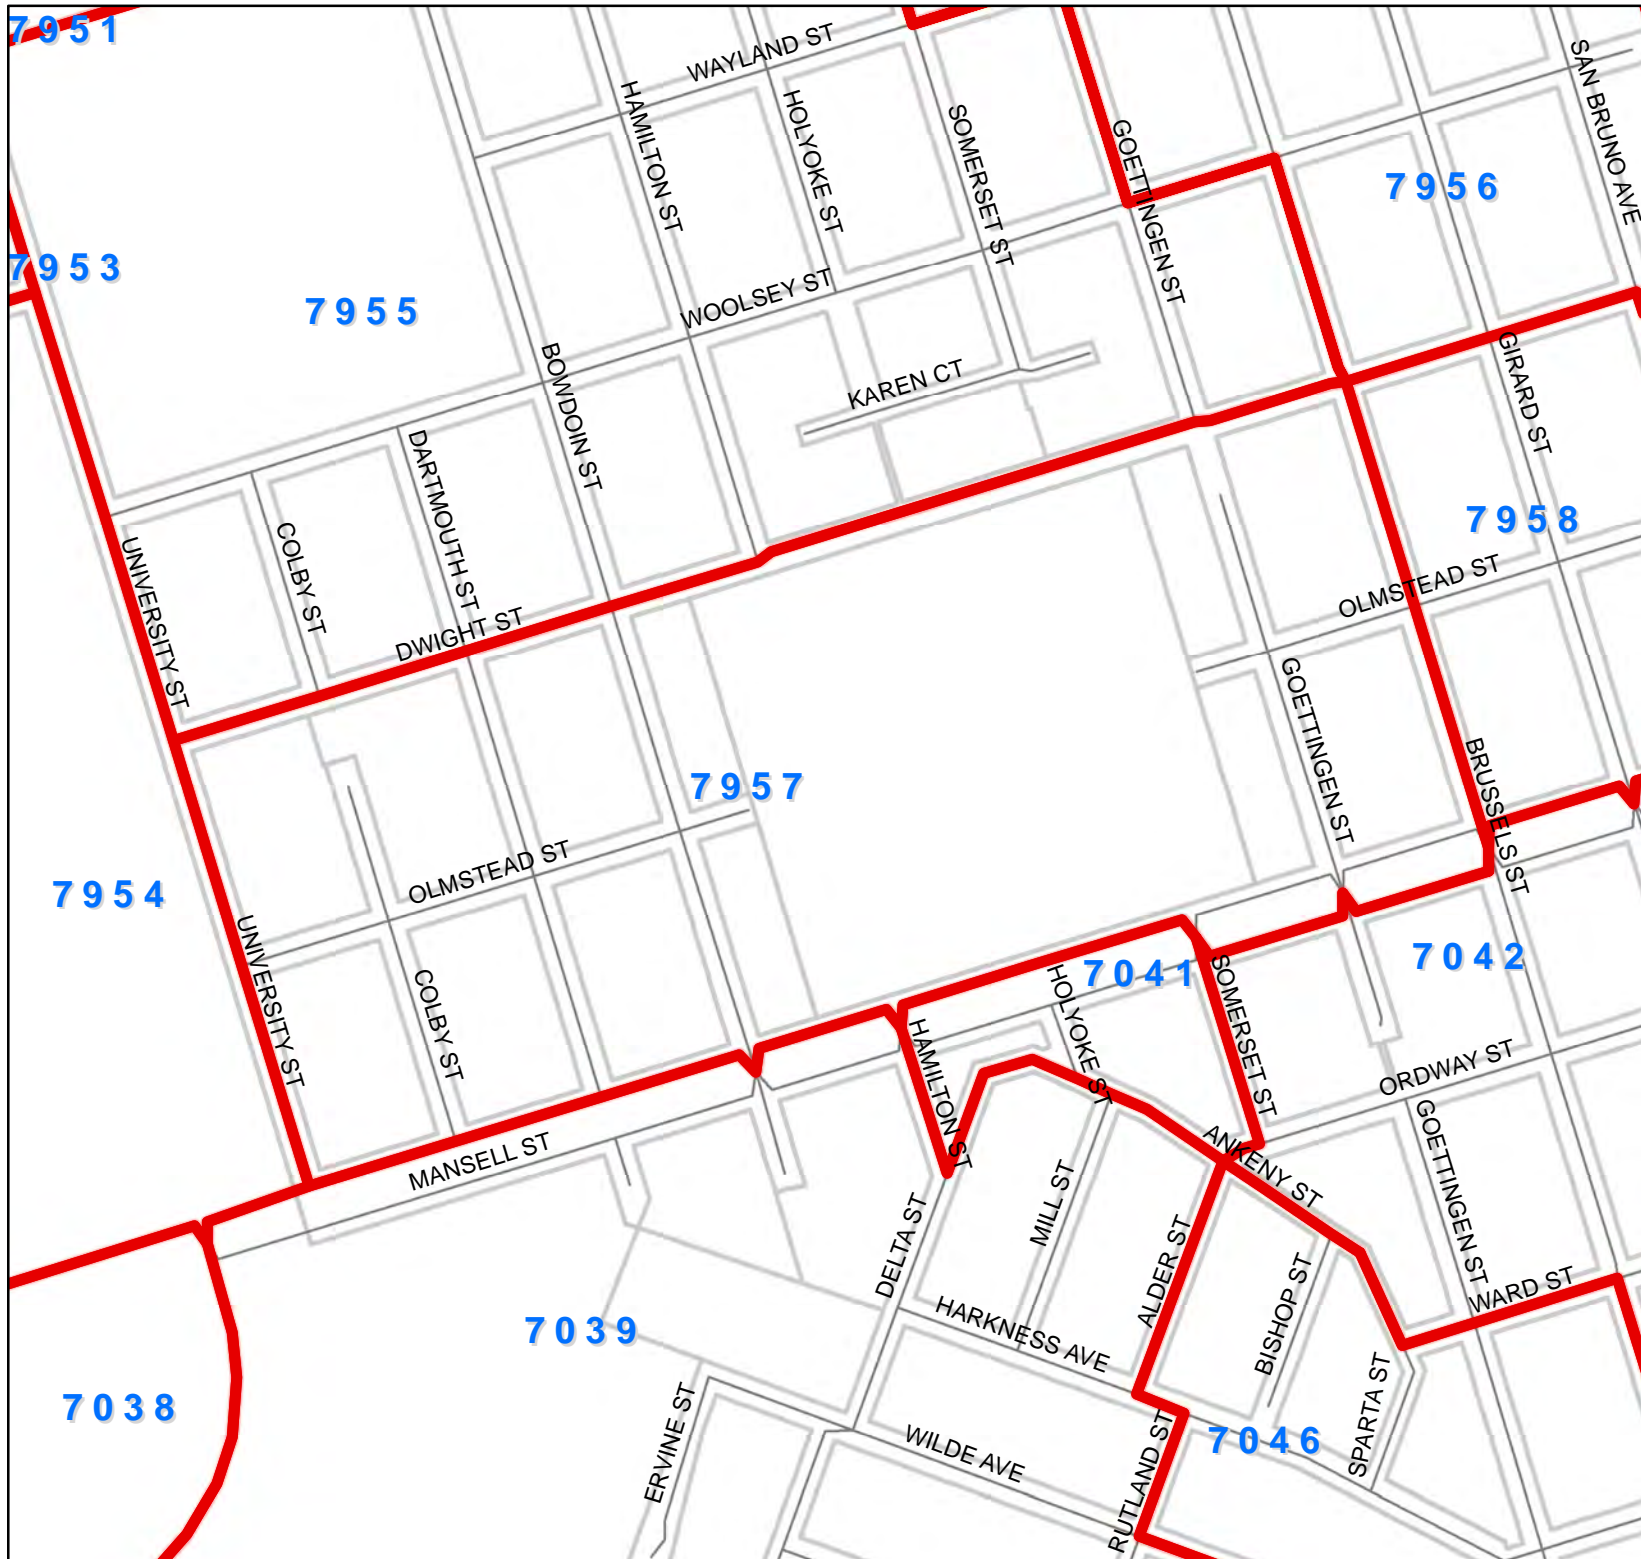 7951
WAYLAND ST
HAMILTON ST
HOLYOKE ST
SOMERSET ST
GOETTINGEN ST
SAN BRUNO AVE
7956
7953
7955
WOOLSEY ST
BOWDOIN ST
KAREN CT
GIRARD ST
DARTMOUTH ST
COLBY ST
UNIVERSITY ST
7958
OLMSTEAD ST
DWIGHT ST
GOETTINGEN ST
BRUSSELS ST
7957
OLMSTEAD ST
7954
UNIVERSITY ST
COLBY ST
7041
7042
HOLYOKE ST
SOMERSET ST
HAMILTON ST
ORDWAY ST
MANSELL ST
ANKENY ST
GOETTINGEN ST
MILL ST
DELTA ST
ALDER ST
BISHOP ST
WARD ST
HARKNESS AVE
7039
SPARTA ST
7038
ERVINE ST
WILDE AVE
RUTLAND ST
7046